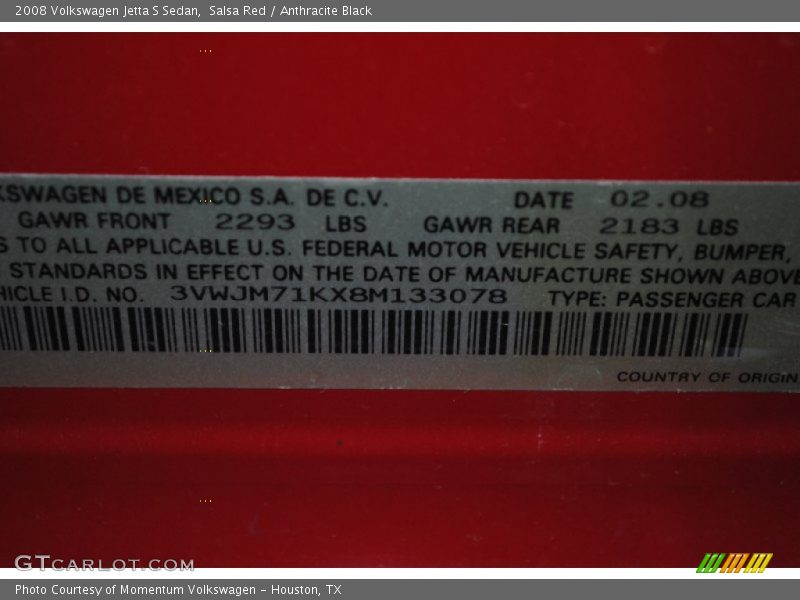 2008 Volkswagen Jetta S Sedan, Salsa Red / Anthracite Black
KSWAGEN DE MEXICO S.A. DE C.V. DATE 02.08
GAWR FRONT 2293 LBS GAWR REAR 2183 LBS
S TO ALL APPLICABLE U.S. FEDERAL MOTOR VEHICLE SAFETY, BUMPER,
STANDARDS IN EFFECT ON THE DATE OF MANUFACTURE SHOWN ABOVE
HICLE I.D. NO. 3VWJM71KX8M133078 TYPE: PASSENGER CAR
COUNTRY OF ORIGIN
GTCARLOT.COM
Photo Courtesy of Momentum Volkswagen - Houston, TX